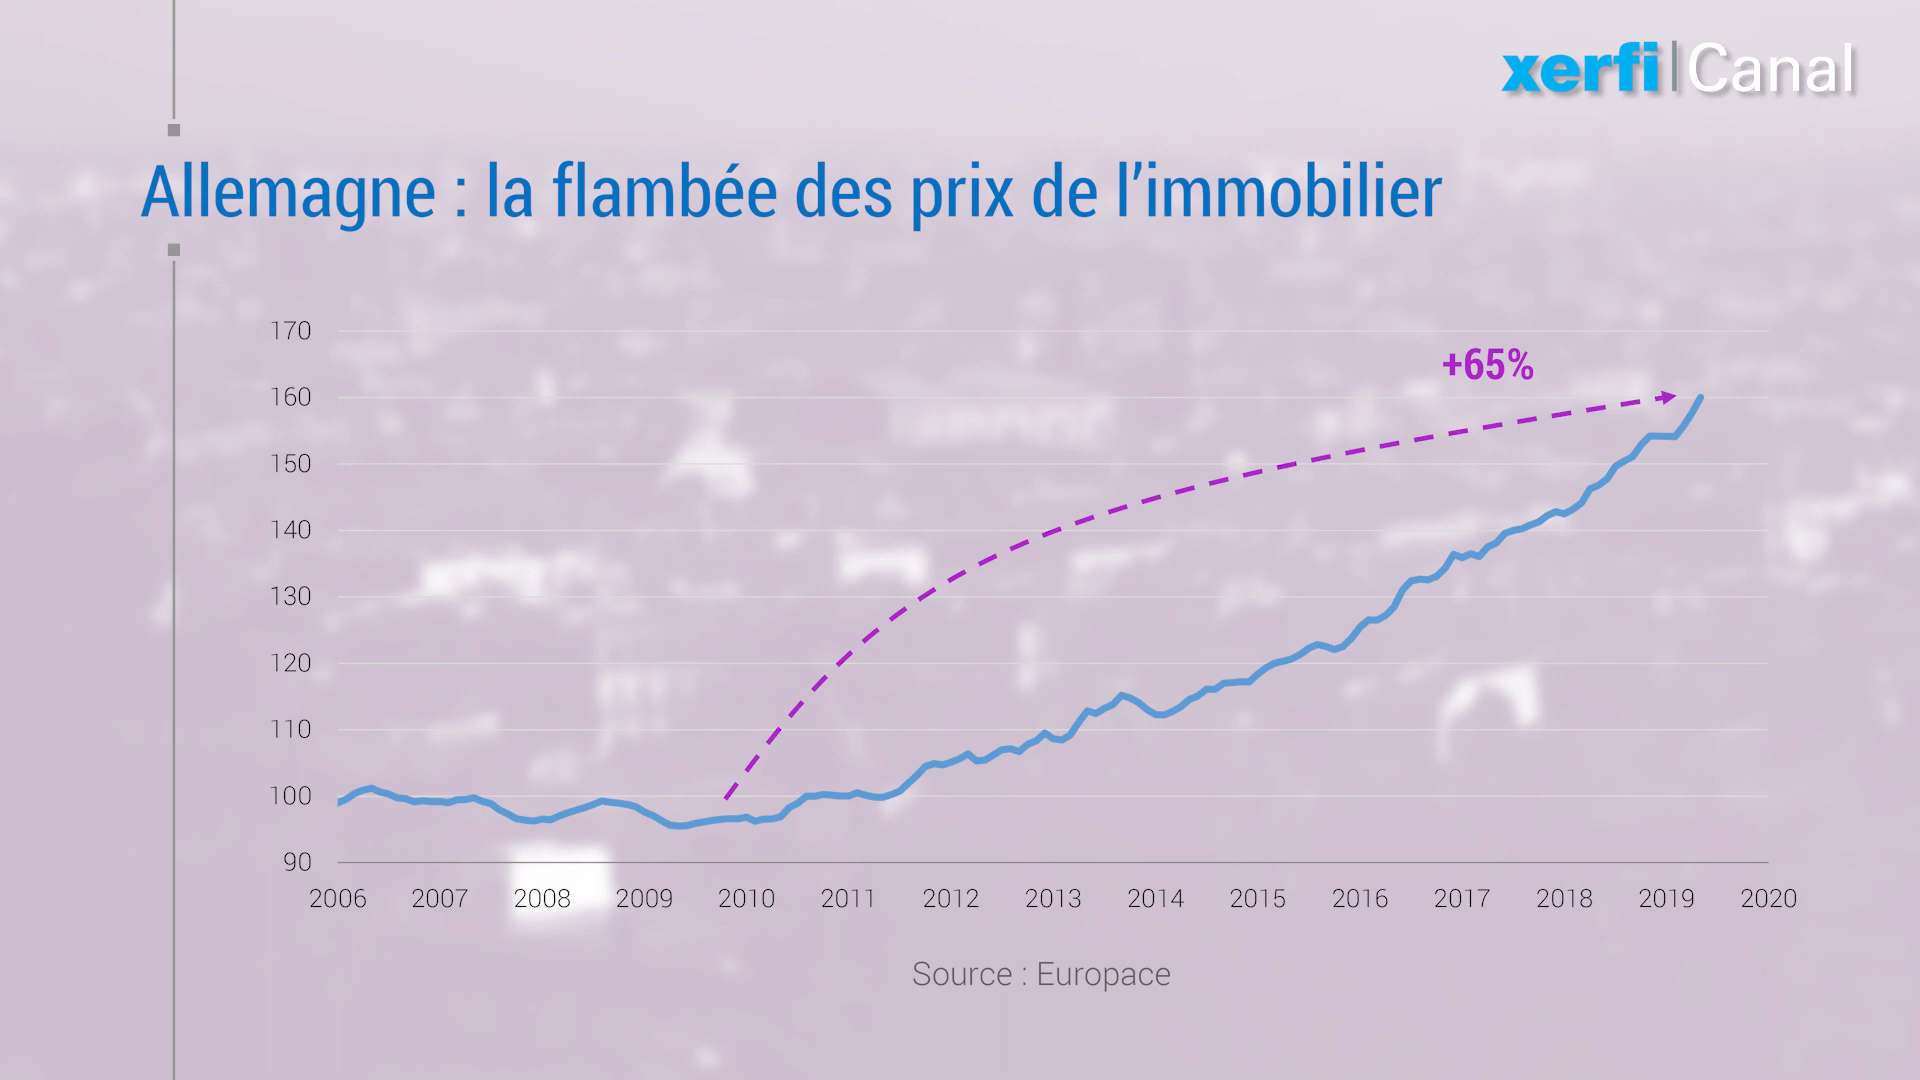 xerfi Canal
Allemagne : la flambée des prix de l’immobilier
170
+65%
160
150
140
130
120
110
100
90
2006 2007 2008 2009 2010 2011 2012 2013 2014 2015 2016 2017 2018 2019 2020
Source : Europace